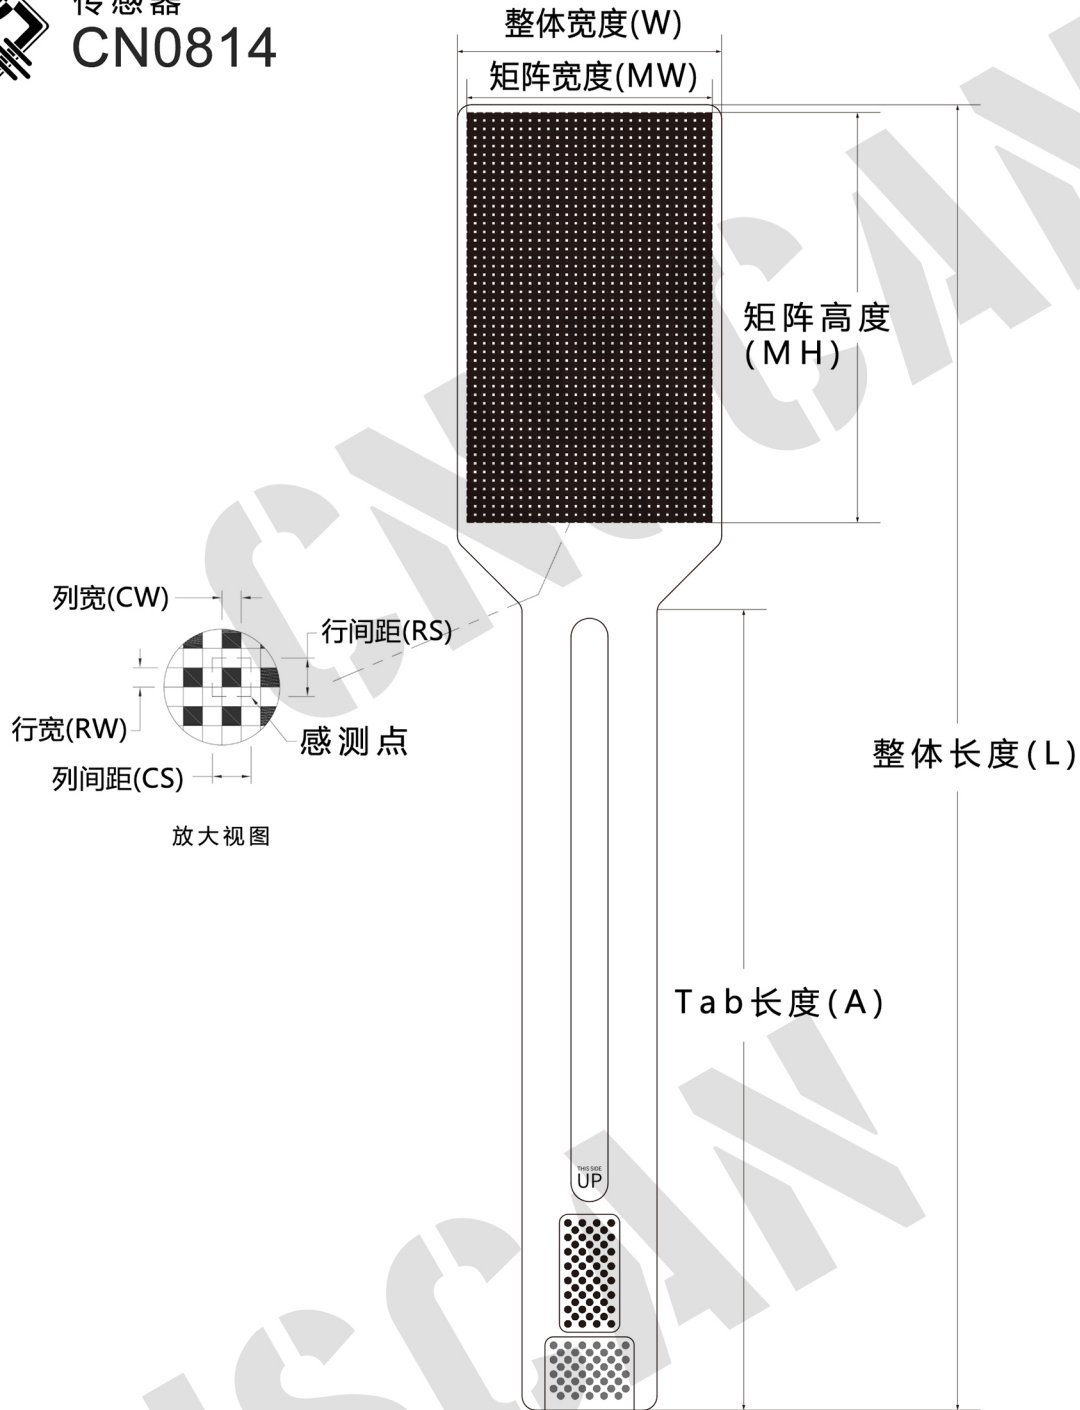 传感器
CN0814
整体宽度(W)
矩阵宽度(MW)
矩阵高度
(MH)
列宽(CW)
行间距(RS)
行宽(RW)
感测点
列间距(CS)
放大视图
整体长度(L)
Tab长度(A)
THIS SIDE
UP
CNSCAN
CNSCAN